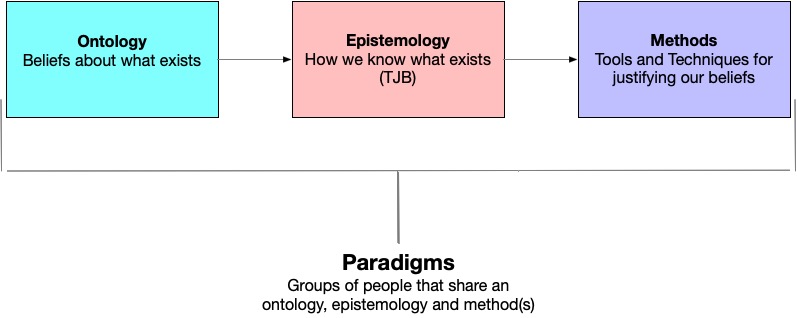 Ontology
Beliefs about what exists
Epistemology
How we know what exists
(TJB)
Methods
Tools and Techniques for
justifying our beliefs
Paradigms
Groups of people that share an
ontology, epistemology and method(s)